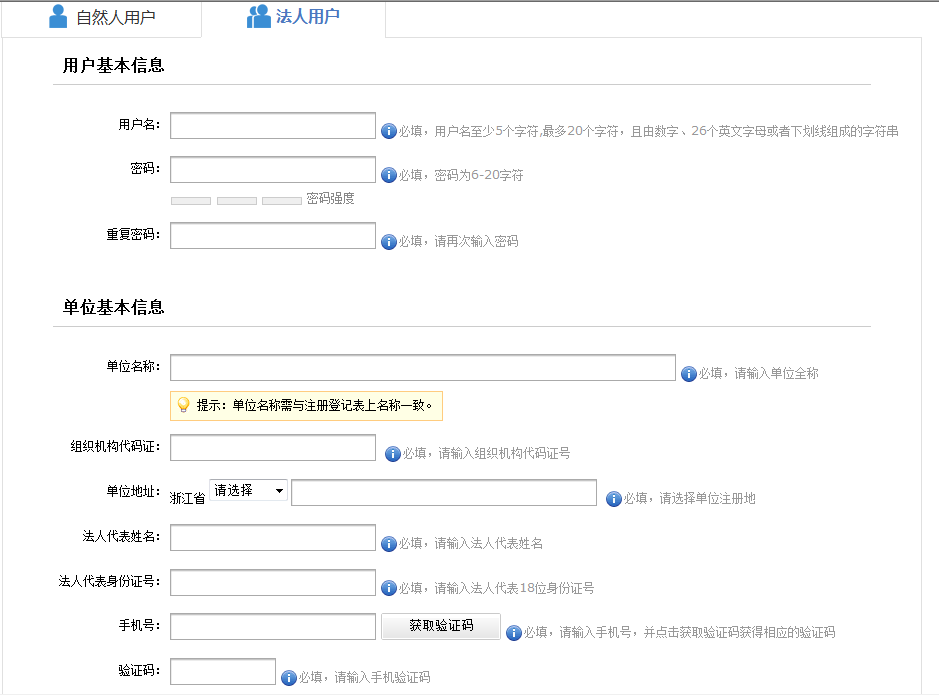 自然人用户 法人用户
用户基本信息
用户名： 必填，用户名至少5个字符,最多20个字符，且由数字、26个英文字母或者下划线组成的字符串
密码： 必填，密码为6-20字符
密码强度
重复密码： 必填，请再次输入密码
单位基本信息
单位名称： 必填，请输入单位全称
提示：单位名称需与注册登记表上名称一致。
组织机构代码证： 必填，请输入组织机构代码证号
单位地址： 浙江省 请选择 必填，请选择单位注册地
法人代表姓名： 必填，请输入法人代表姓名
法人代表身份证号： 必填，请输入法人代表18位身份证号
手机号： 获取验证码 必填，请输入手机号，并点击获取验证码获得相应的验证码
验证码： 必填，请输入手机验证码